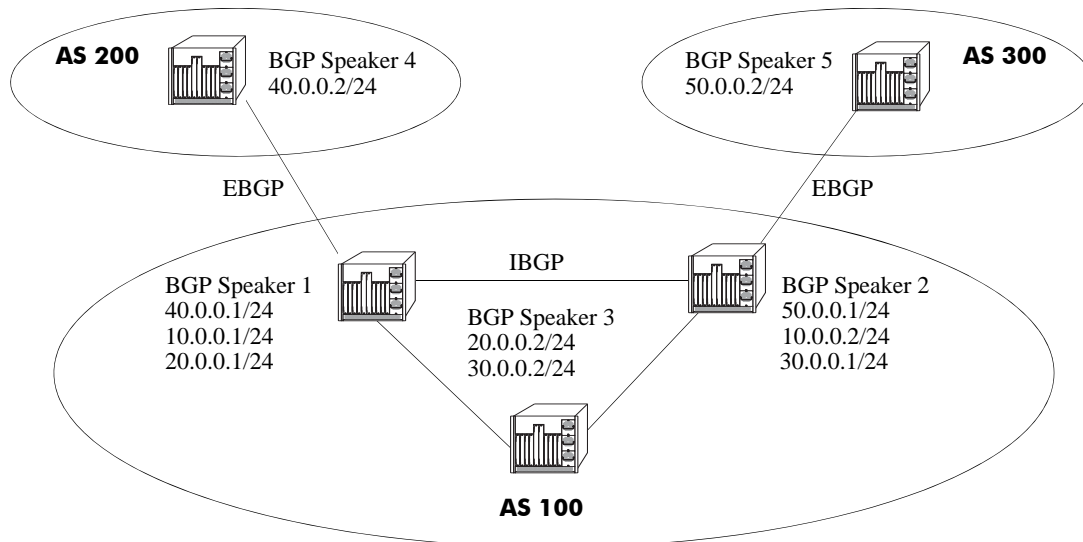 AS 200
BGP Speaker 4
40.0.0.2/24
BGP Speaker 5
50.0.0.2/24
AS 300
EBGP
EBGP
IBGP
BGP Speaker 1
40.0.0.1/24
10.0.0.1/24
20.0.0.1/24
BGP Speaker 3
20.0.0.2/24
30.0.0.2/24
BGP Speaker 2
50.0.0.1/24
10.0.0.2/24
30.0.0.1/24
AS 100